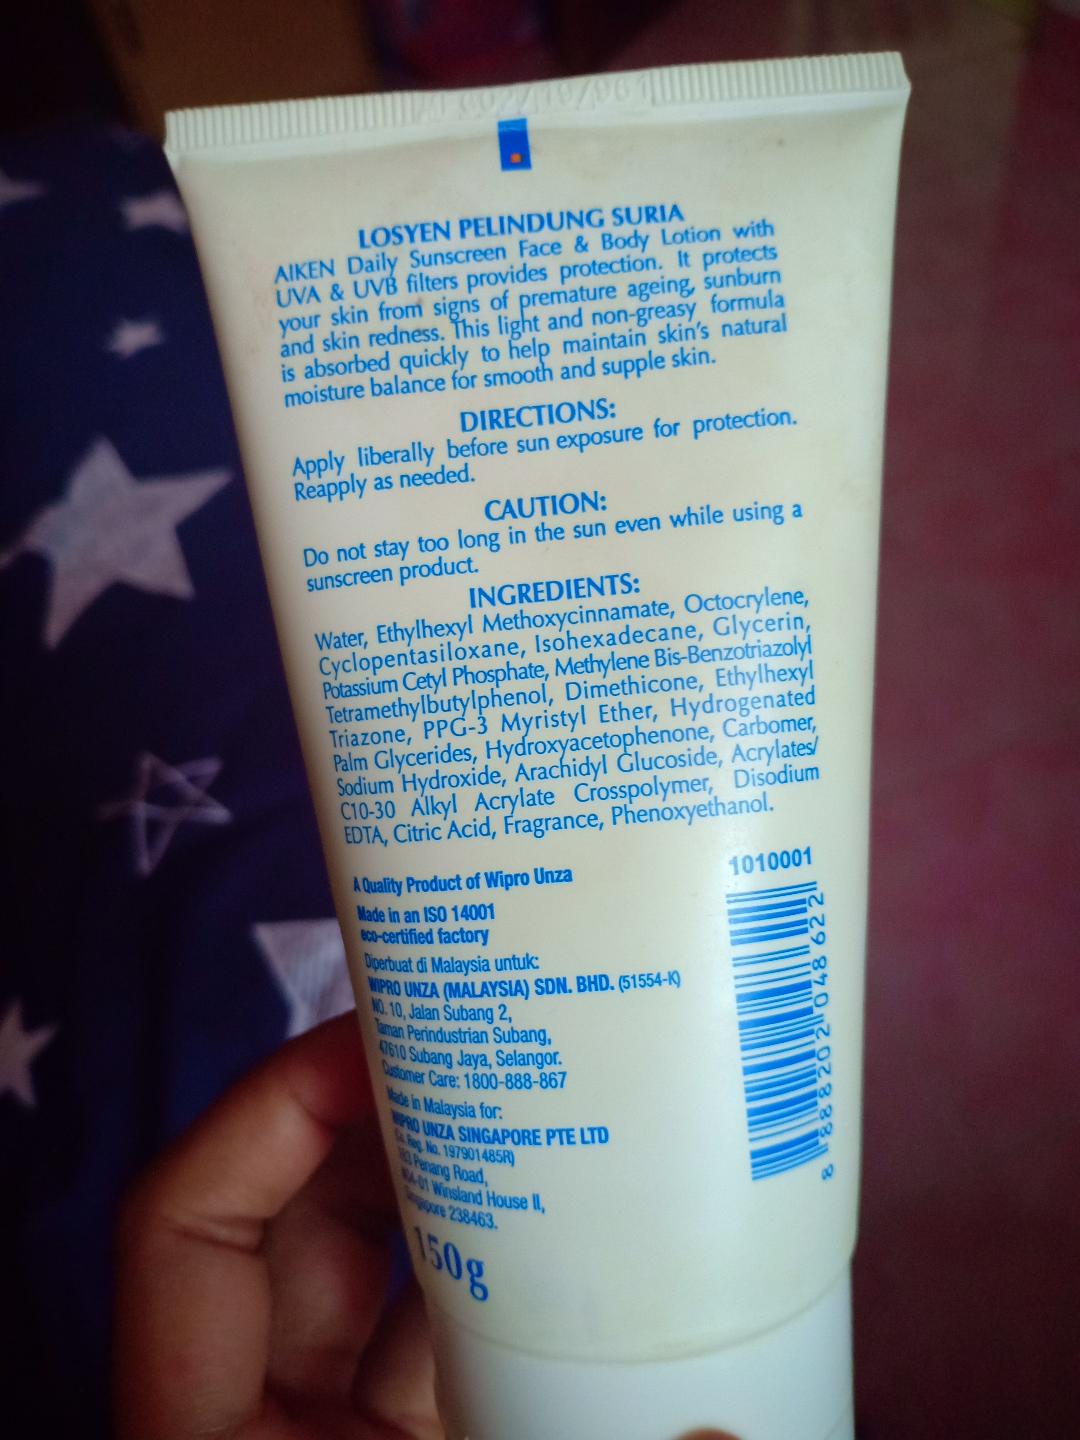 LOSYEN PELINDUNG SURIA
AIKEN Daily Sunscreen Face & Body Lotion with
UVA & UVB filters provides protection. It protects
your skin from signs of premature ageing, sunburn
and skin redness. This light and non-greasy formula
is absorbed quickly to help maintain skin's natural
moisture balance for smooth and supple skin.
DIRECTIONS:
Apply liberally before sun exposure for protection.
Reapply as needed.
CAUTION:
Do not stay too long in the sun even while using a
sunscreen product.
INGREDIENTS:
Water, Ethylhexyl Methoxycinnamate, Octocrylene,
Cyclopentasiloxane, Isohexadecane, Glycerin,
Potassium Cetyl Phosphate, Methylene Bis-Benzotriazolyl
Tetramethylbutylphenol, Dimethicone, Ethylhexyl
Triazone, PPG-3 Myristyl Ether, Hydrogenated
Palm Glycerides, Hydroxyacetophenone, Carbomer,
Sodium Hydroxide, Arachidyl Glucoside, Acrylates/
C10-30 Alkyl Acrylate Crosspolymer, Disodium
EDTA, Citric Acid, Fragrance, Phenoxyethanol.
A Quality Product of Wipro Unza
Made in an ISO 14001
eco-certified factory
Diperbuat di Malaysia untuk:
WIPRO UNZA (MALAYSIA) SDN. BHD. (51554-K)
NO. 10, Jalan Subang 2,
Taman Perindustrian Subang,
47610 Subang Jaya, Selangor.
Customer Care: 1800-888-867
Made in Malaysia for:
WIPRO UNZA SINGAPORE PTE LTD
Reg. No. 197901485R)
Penang Road,
#04-01 Winsland House II,
Singapore 238463.
150g
1010001
8 888202 048622